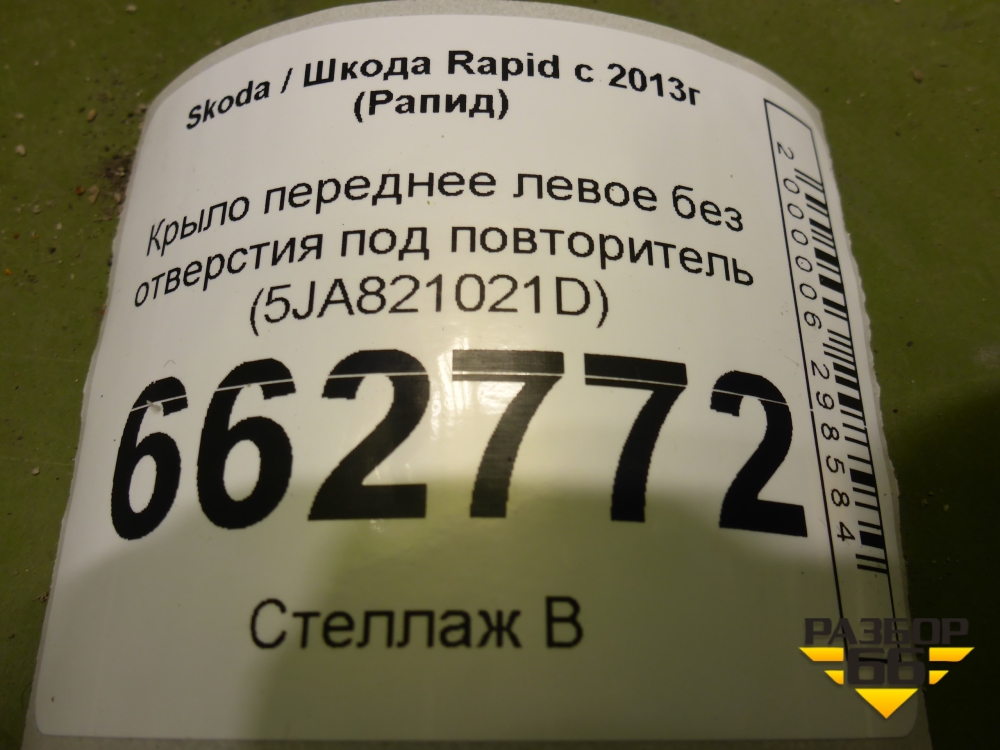 Skoda / Шкода Rapid с 2013г
(Рапид)
Крыло переднее левое без
отверстия под повторитель
(5JA821021D)
662772
Стеллаж В
2000006298584
РАЗБОР
66